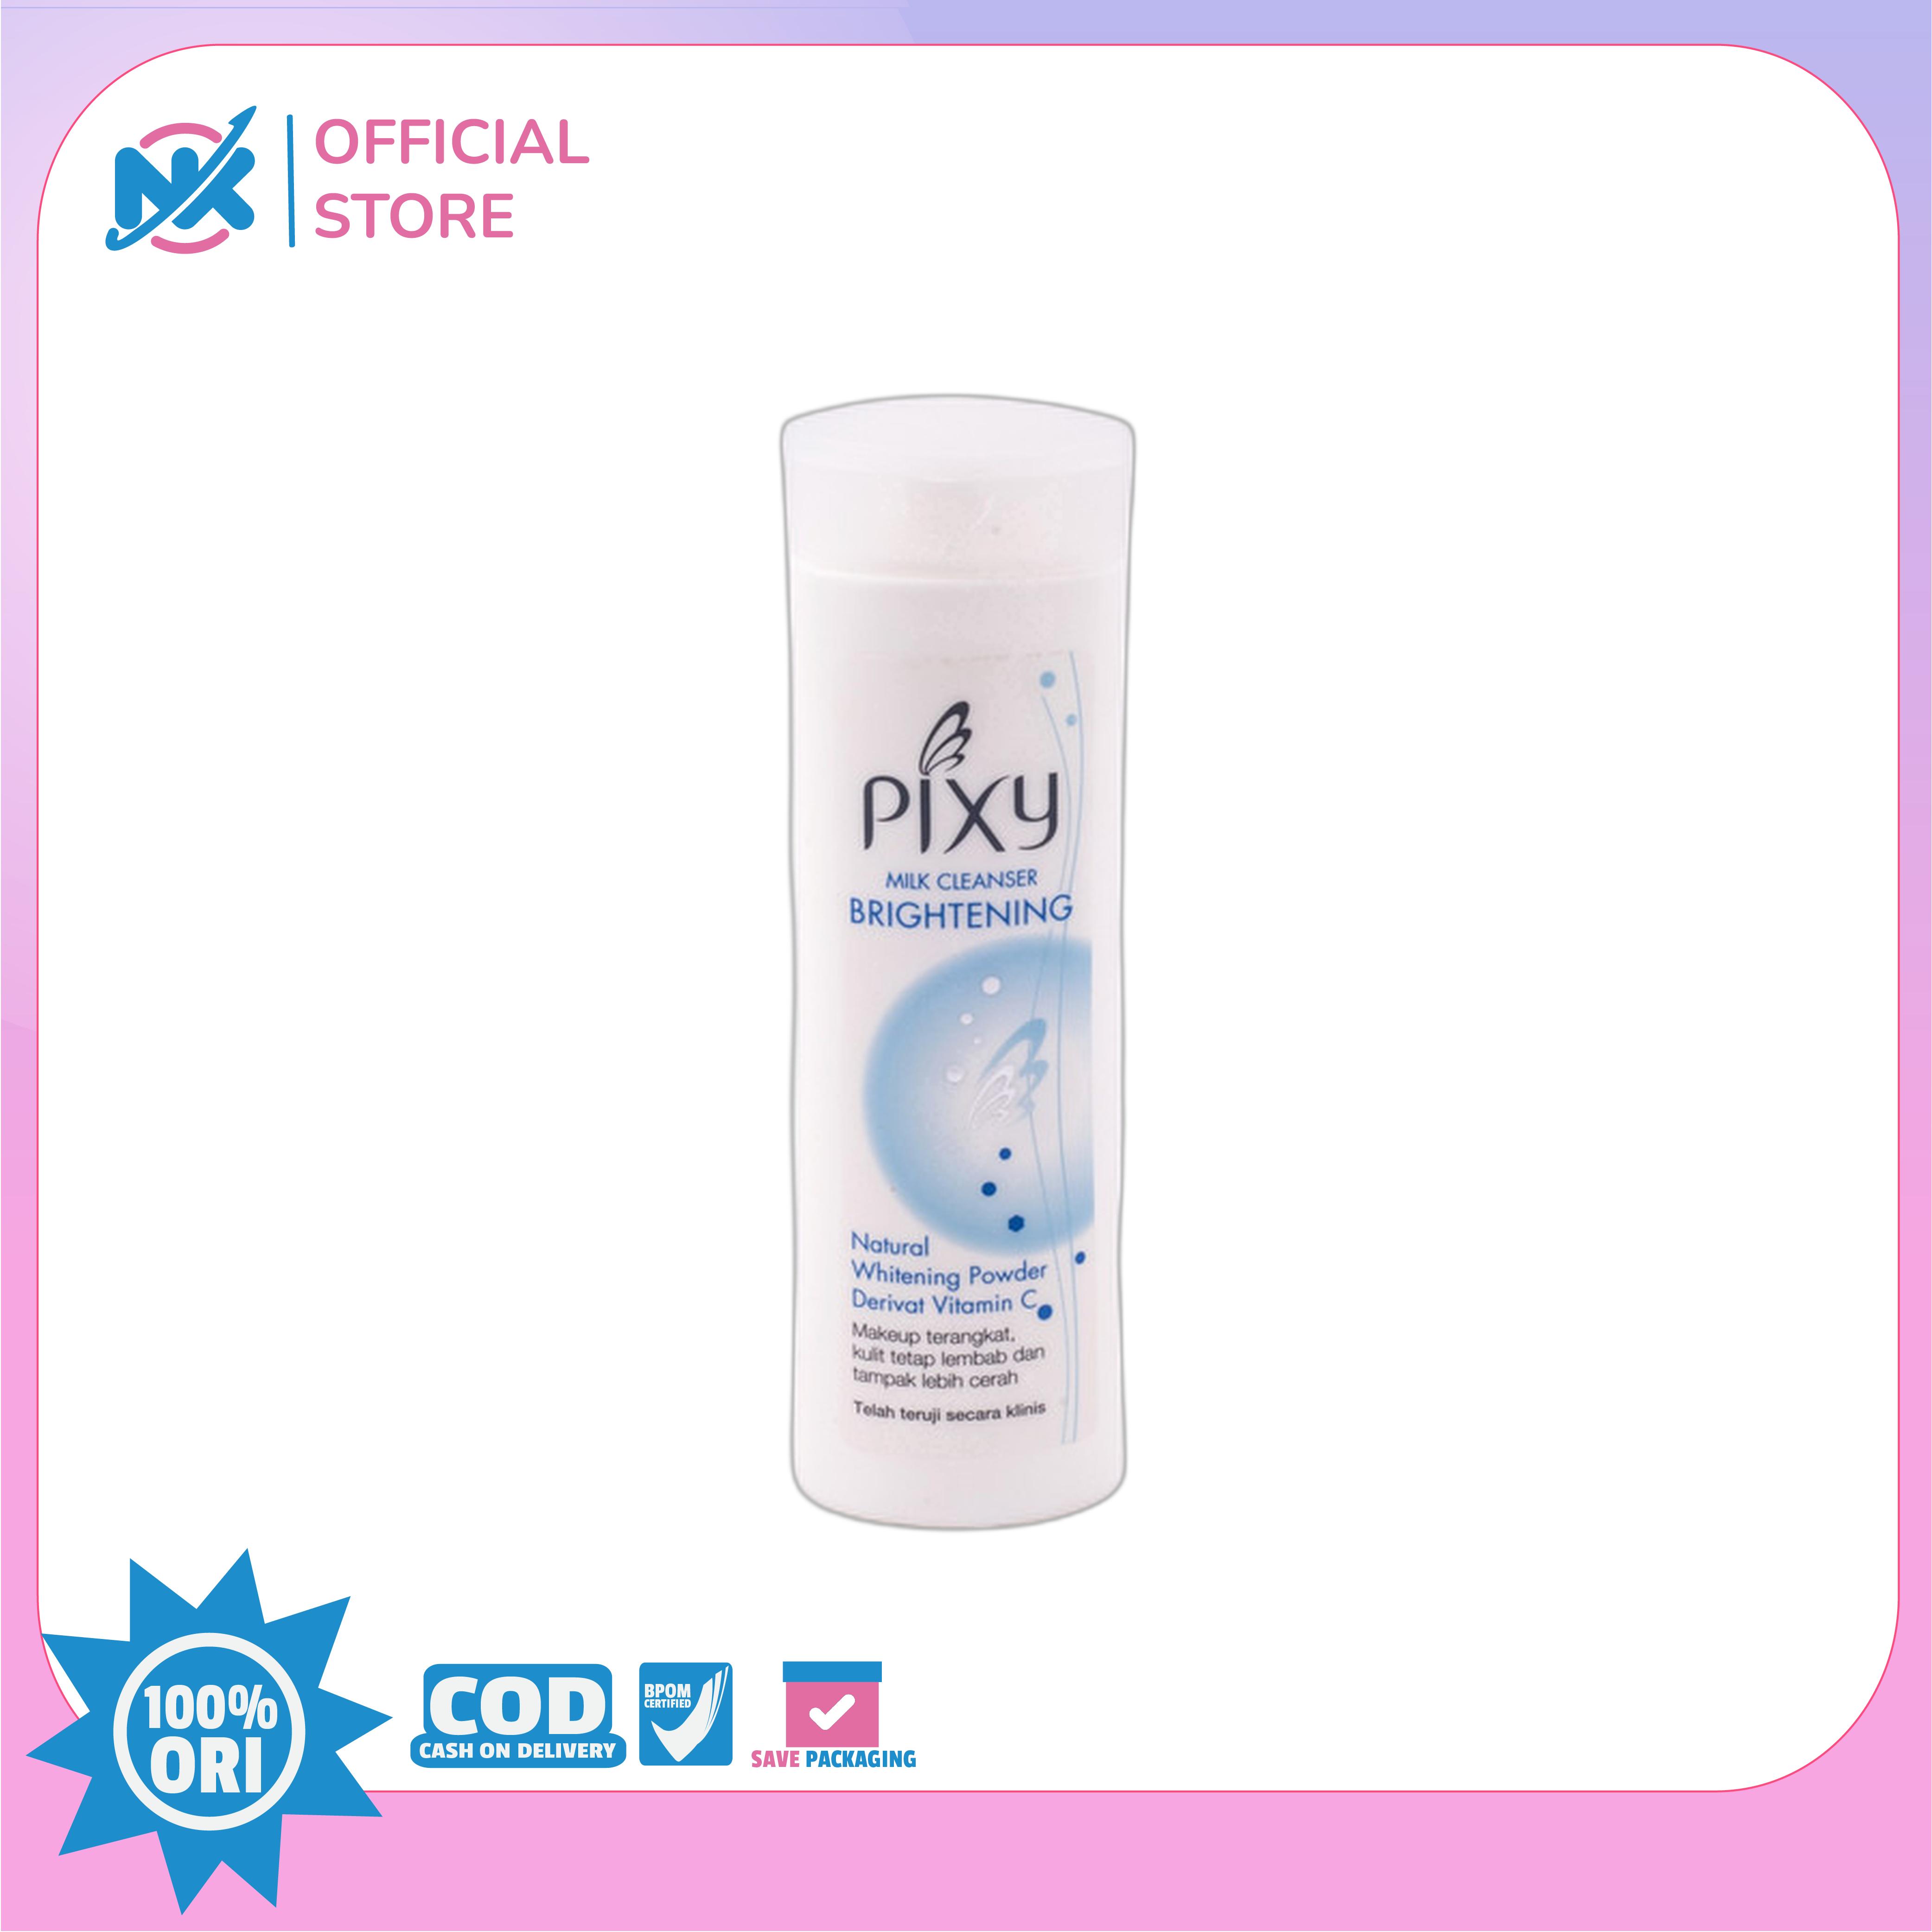 NK
OFFICIAL
STORE
PIXY
MILK CLEANSER
BRIGHTENING
Natural
Whitening Powder
Derivat Vitamin C
Makeup terangkat,
kulit tetap lembab dan
tampak lebih cerah
Telah teruji secara klinis
100%
ORI
COD
CASH ON DELIVERY
BPOM
CERTIFIED
SAVE PACKAGING